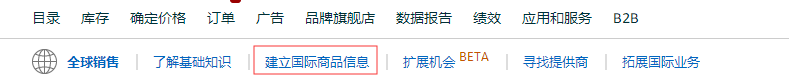 目录 库存 确定价格 订单 广告 品牌旗舰店 数据报告 绩效 应用和服务 B2B
全球销售 了解基础知识 建立国际商品信息 扩展机会 BETA 寻找提供商 拓展国际业务